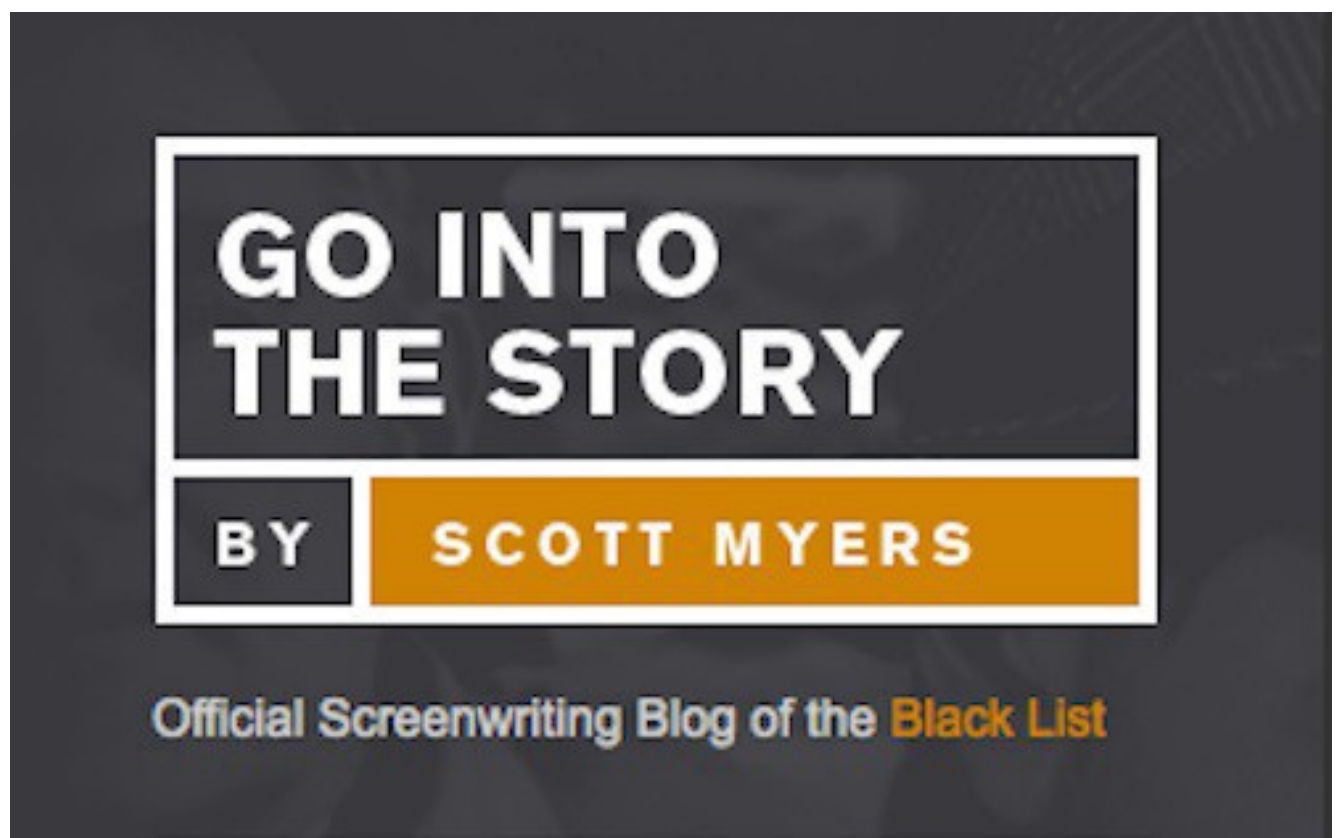 GO INTO
THE STORY
BY SCOTT MYERS
Official Screenwriting Blog of the Black List